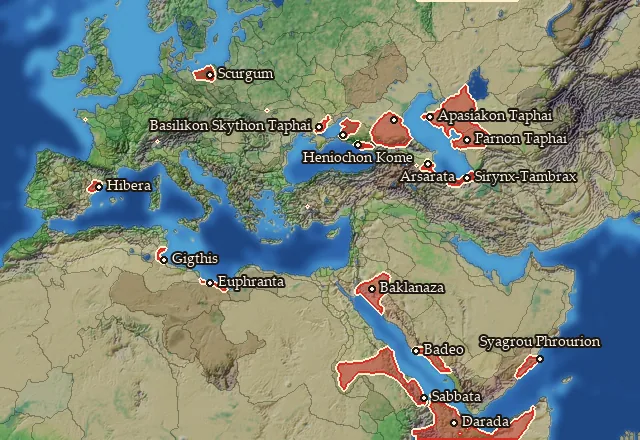 Scurgum
Basilikon Skython Taphai
Apasiakon Taphai
Parnon Taphai
Heniochon Kome
Arsarata
Sirynx-Tambrax
Hibera
Gigthis
Euphranta
Baklanaza
Syagrou Phrourion
Badeo
Sabbata
Darada